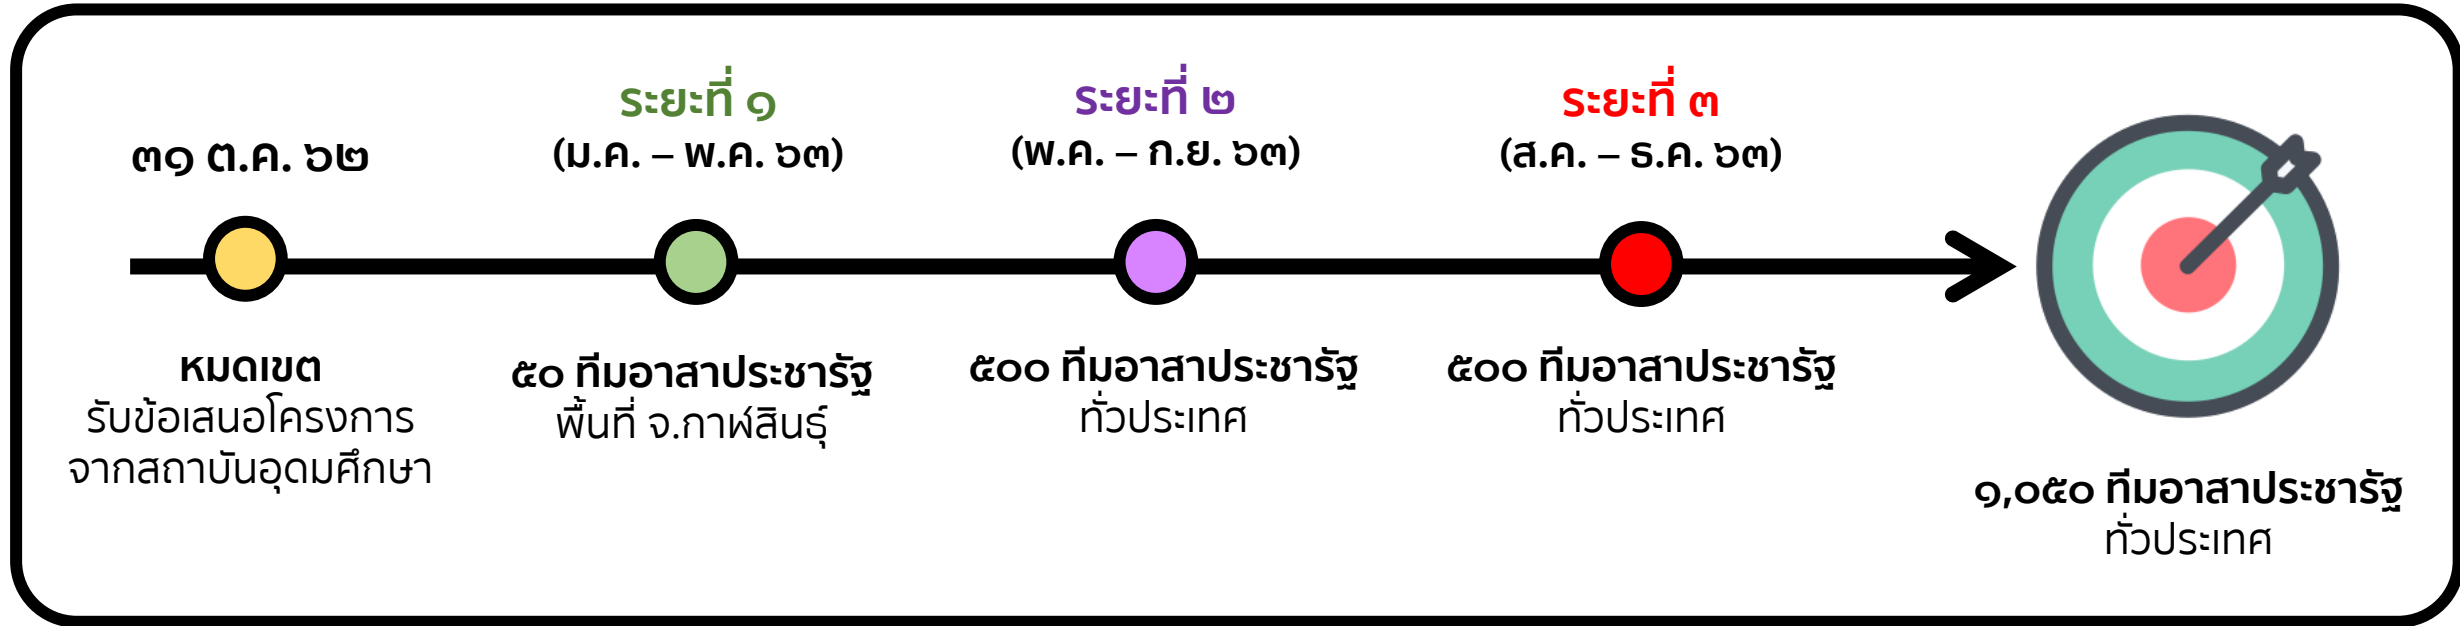 ๓๑ ต.ค. ๖๒
หมดเขต
รับข้อเสนอโครงการ
จากสถาบันอุดมศึกษา
ระยะที่ ๑
(ม.ค. – พ.ค. ๖๓)
๕๐ ทีมอาสาประชารัฐ
พื้นที่ จ.กาฬสินธุ์
ระยะที่ ๒
(พ.ค. – ก.ย. ๖๓)
๕๐๐ ทีมอาสาประชารัฐ
ทั่วประเทศ
ระยะที่ ๓
(ส.ค. – ธ.ค. ๖๓)
๕๐๐ ทีมอาสาประชารัฐ
ทั่วประเทศ
๑,๐๕๐ ทีมอาสาประชารัฐ
ทั่วประเทศ